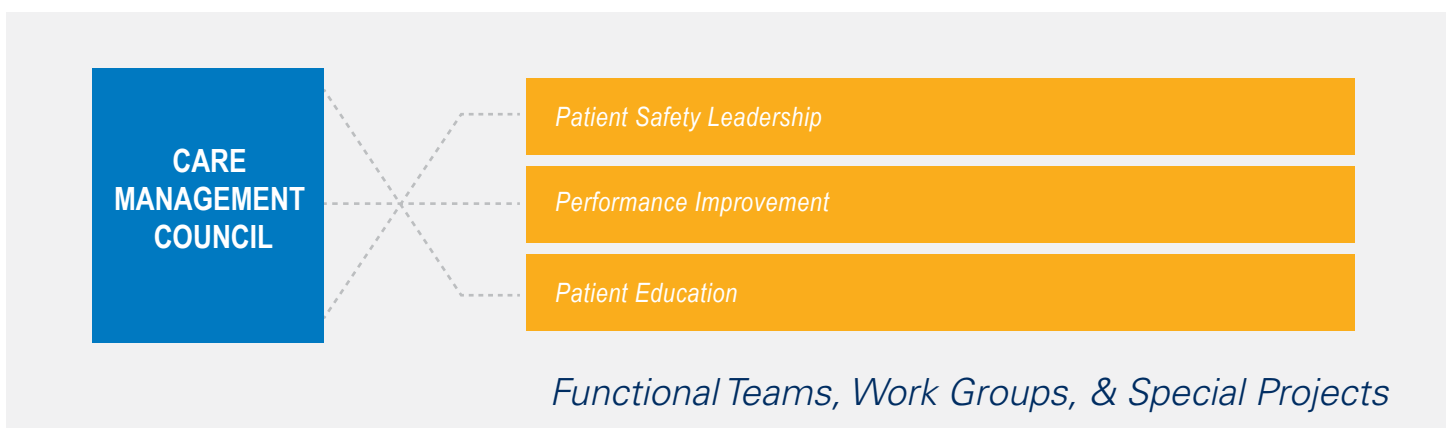 CARE
MANAGEMENT
COUNCIL
Patient Safety Leadership
Performance Improvement
Patient Education
Functional Teams, Work Groups, & Special Projects